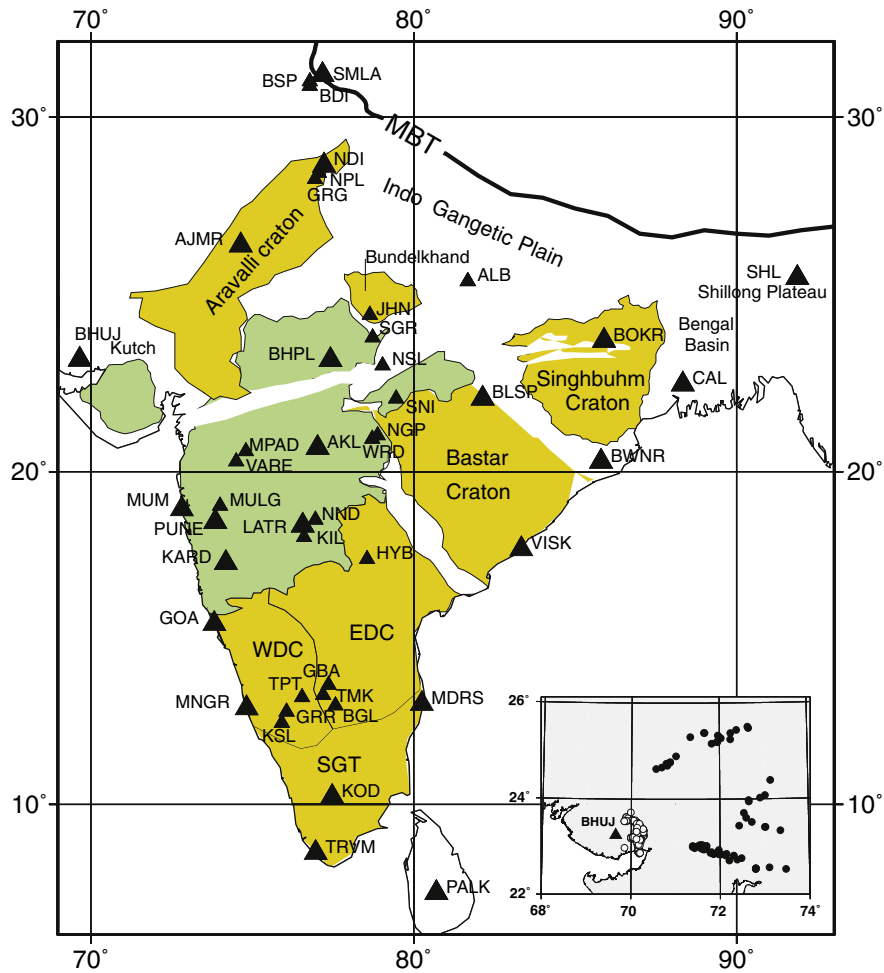 70˚ 80˚ 90˚
SMLA
BSP
BDI
30˚ 30˚
MBT
NDI
NPL
GRG
Indo Gangetic Plain
AJMR
Aravalli craton
Bundelkhand
ALB
SHL
Shillong Plateau
JHN
SGR
BHUJ
Kutch
BHPL
NSL
BOKR
Bengal
Basin
CAL
Singhbuhm
Craton
BLSP
SNI
NGP
MPAD
AKL
WRD
VARE
Bastar
Craton
BWNR
20˚ 20˚
MUM
MULG
PUNE
LATR
NND
KIL
KARD
HYB
VISK
GOA
WDC
EDC
GBA
TPT
TMK
MNGR
GRR
BGL
KSL
MDRS
SGT
KOD
10˚ 10˚
TRVM
PALK
70˚ 80˚ 90˚
26˚
24˚
BHUJ
22˚
68˚ 70 72 74˚